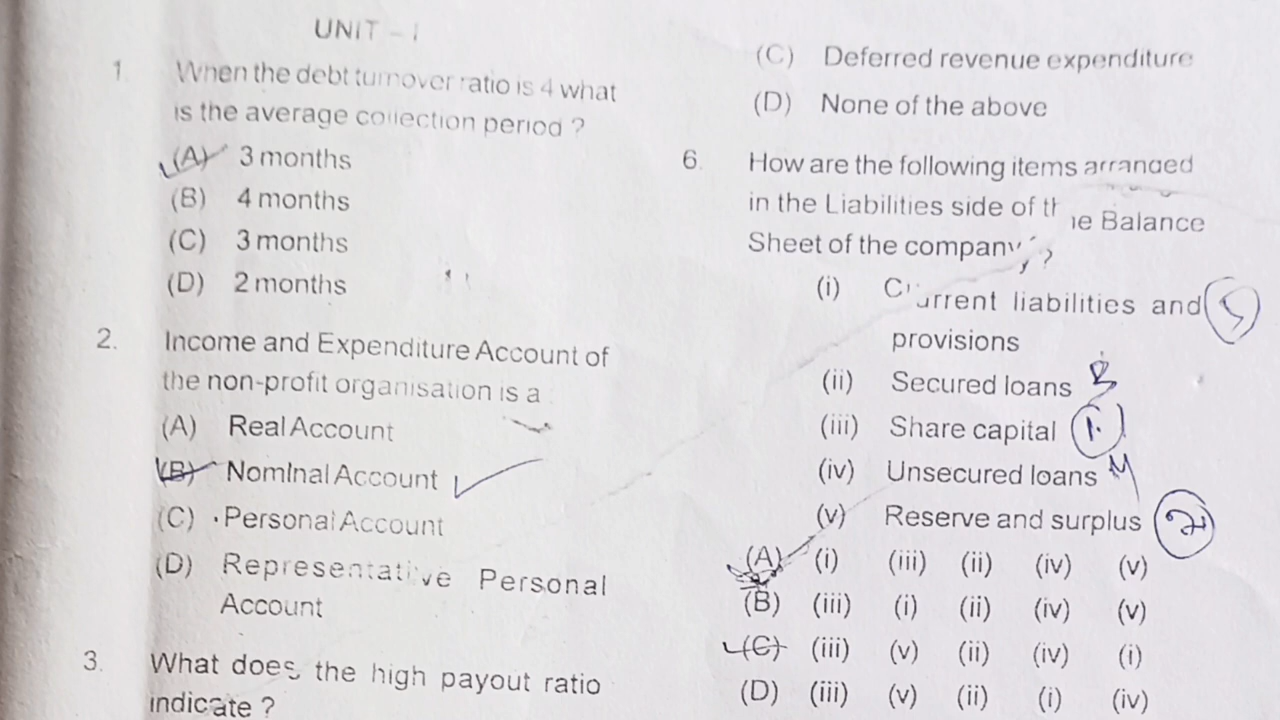 UNIT - I
1. When the debt turnover ratio is 4 what
is the average collection period ?
(A) 3 months
(B) 4 months
(C) 3 months
(D) 2 months
2. Income and Expenditure Account of
the non-profit organisation is a :
(A) Real Account
(B) Nominal Account
(C) Personal Account
(D) Representative Personal
Account
3. What does the high payout ratio
indicate ?
(C) Deferred revenue expenditure
(D) None of the above
6. How are the following items arranged
in the Liabilities side of the Balance
Sheet of the company ?
(i) Current liabilities and 5
provisions
(ii) Secured loans 3
(iii) Share capital 1.
(iv) Unsecured loans 4
(v) Reserve and surplus 2
(A) (i) (iii) (ii) (iv) (v)
(B) (iii) (i) (ii) (iv) (v)
(C) (iii) (v) (ii) (iv) (i)
(D) (iii) (v) (ii) (i) (iv)